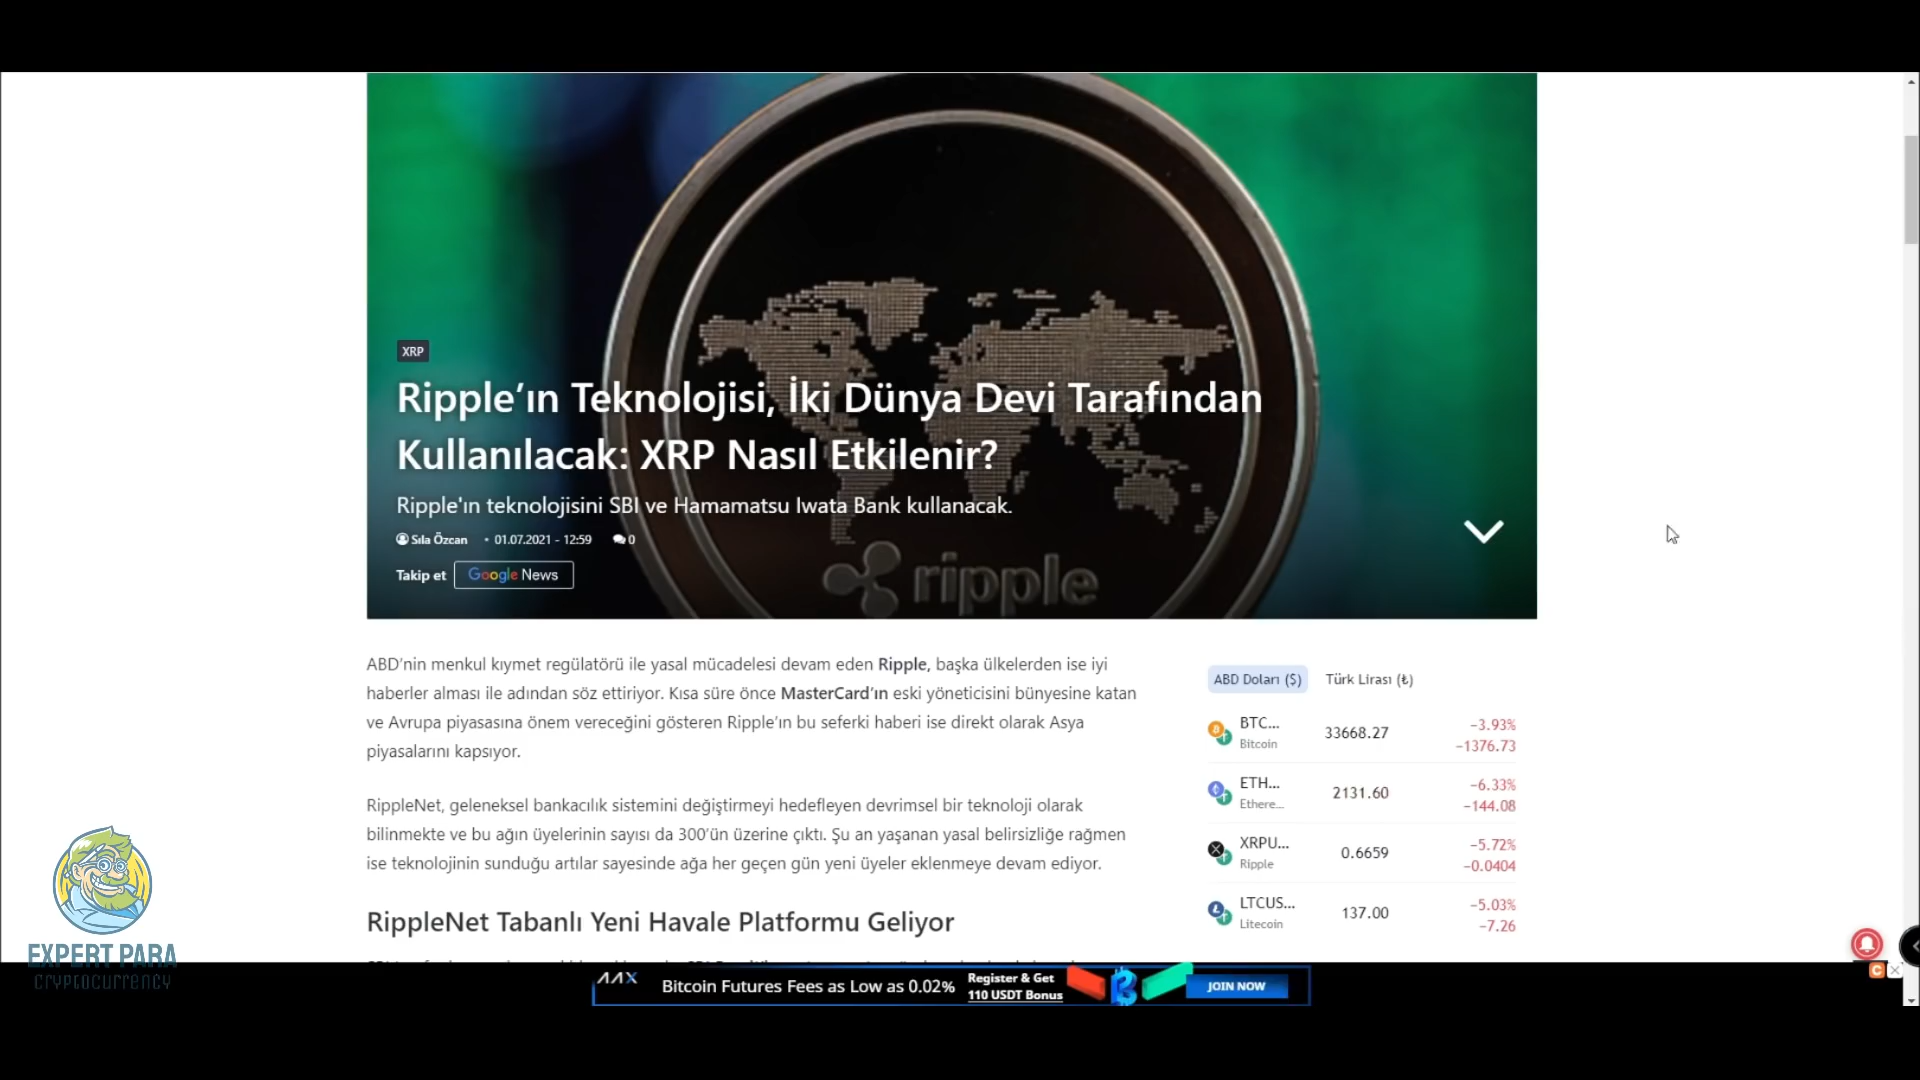 XRP
Ripple’ın Teknolojisi, İki Dünya Devi Tarafından
Kullanılacak: XRP Nasıl Etkilenir?
Ripple'ın teknolojisini SBI ve Hamamatsu Iwata Bank kullanacak.
Sıla Özcan • 01.07.2021 - 12:59 0
Takip et Google News
ripple
ABD’nin menkul kıymet regülatörü ile yasal mücadelesi devam eden Ripple, başka ülkelerden ise iyi
haberler alması ile adından söz ettiriyor. Kısa süre önce MasterCard’ın eski yöneticisini bünyesine katan
ve Avrupa piyasasına önem vereceğini gösteren Ripple’ın bu seferki haberi ise direkt olarak Asya
piyasalarını kapsıyor.
RippleNet, geleneksel bankacılık sistemini değiştirmeyi hedefleyen devrimsel bir teknoloji olarak
bilinmekte ve bu ağın üyelerinin sayısı da 300’ün üzerine çıktı. Şu an yaşanan yasal belirsizliğe rağmen
ise teknolojinin sunduğu artılar sayesinde ağa her geçen gün yeni üyeler eklenmeye devam ediyor.
RippleNet Tabanlı Yeni Havale Platformu Geliyor
ABD Doları ($) Türk Lirası (₺)
BTC... 33668.27 −3.93%
Bitcoin −1376.73
ETH... 2131.60 −6.33%
Ethere... −144.08
XRPU... 0.6659 −5.72%
Ripple −0.0404
LTCUS... 137.00 −5.03%
Litecoin −7.26
EXPERT PARA
CRYPTOCURRENCY
AAX Bitcoin Futures Fees as Low as 0.02% Register & Get
110 USDT Bonus JOIN NOW